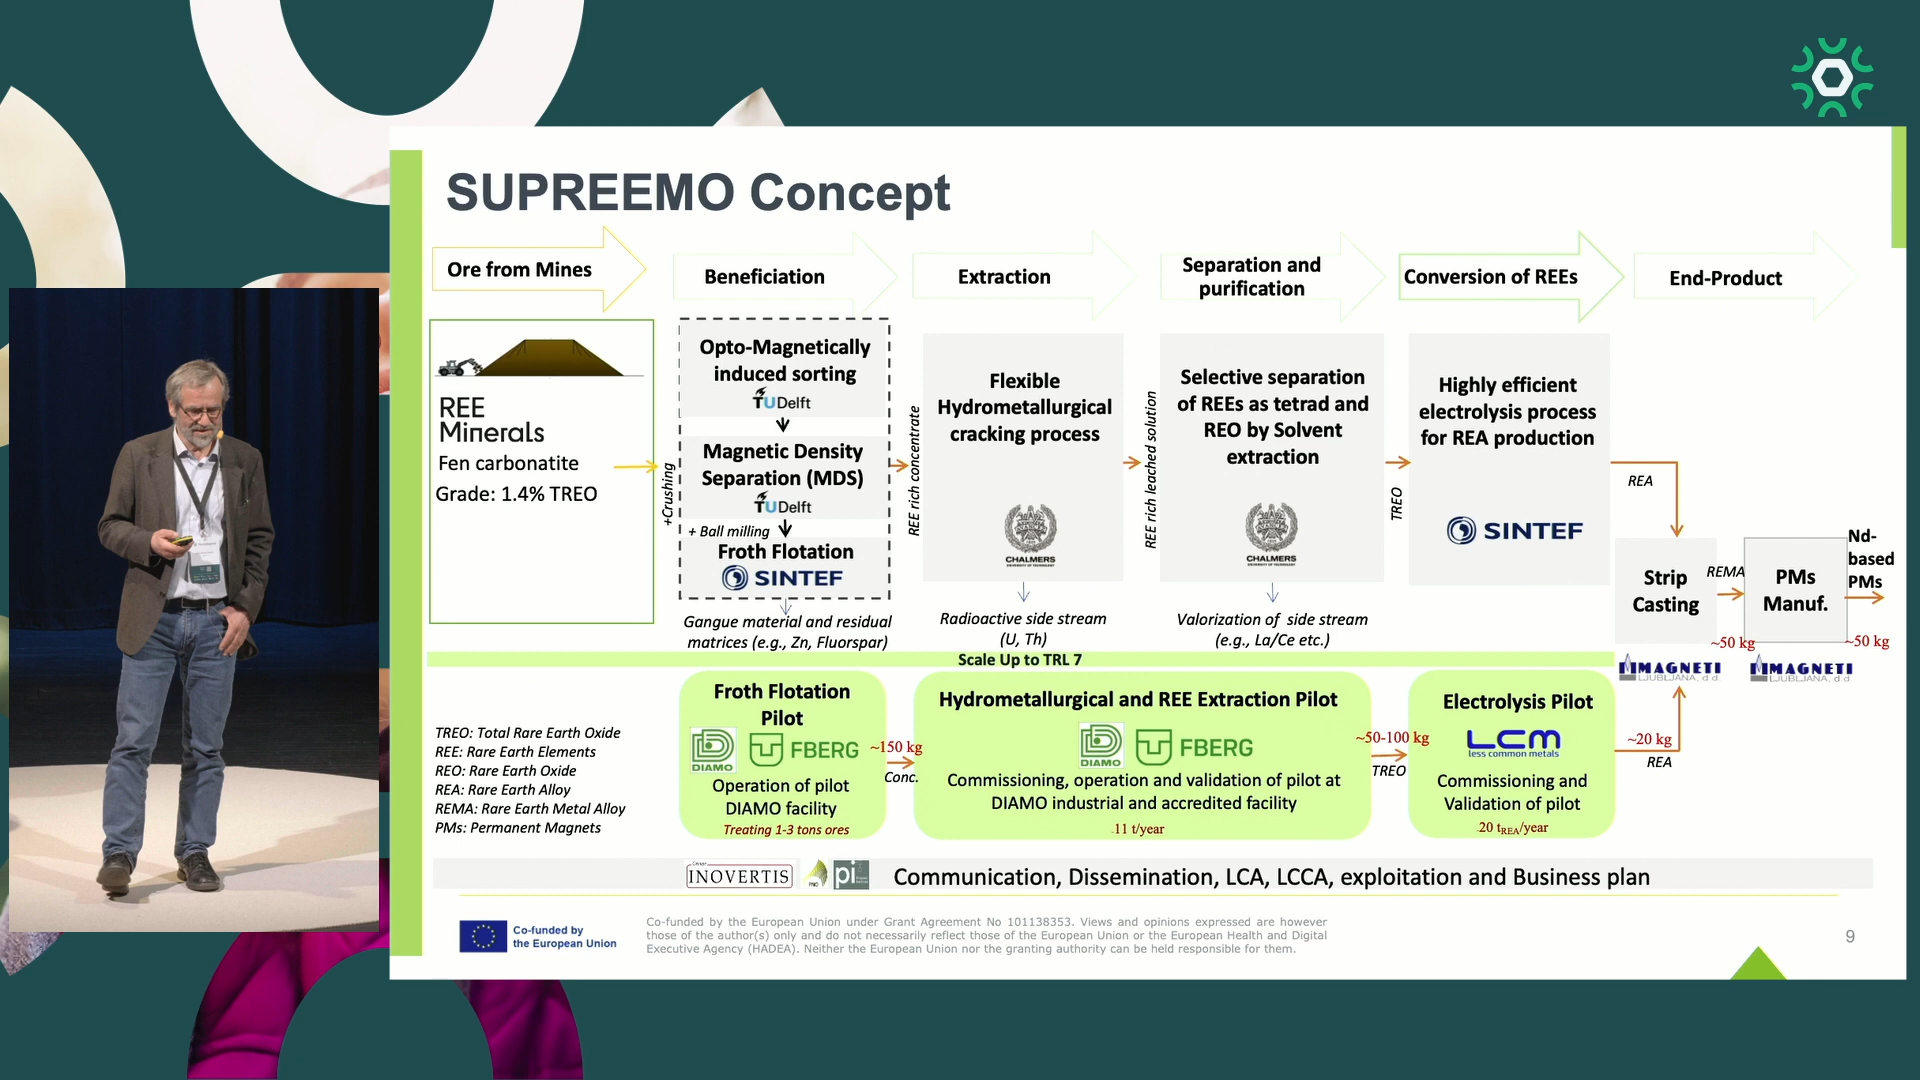 SUPREEMO Concept
Ore from Mines
Beneficiation
Extraction
Separation and
purification
Conversion of REEs
End-Product
REE
Minerals
Fen carbonatite
Grade: 1.4% TREO
+Crushing
Opto-Magnetically
induced sorting
TUDelft
Magnetic Density
Separation (MDS)
TUDelft
+ Ball milling
Froth Flotation
SINTEF
Gangue material and residual
matrices (e.g., Zn, Fluorspar)
REE rich concentrate
Flexible
Hydrometallurgical
cracking process
CHALMERS
UNIVERSITY OF TECHNOLOGY
Radioactive side stream
(U, Th)
REE rich leached solution
Selective separation
of REEs as tetrad and
REO by Solvent
extraction
CHALMERS
UNIVERSITY OF TECHNOLOGY
Valorization of side stream
(e.g., La/Ce etc.)
TREO
Highly efficient
electrolysis process
for REA production
SINTEF
REA
Strip
Casting
REMA
PMs
Manuf.
Nd-
based
PMs
~50 kg
~50 kg
MAGNETI
LJUBLJANA, d.d
MAGNETI
LJUBLJANA, d.d
Scale Up to TRL 7
TREO: Total Rare Earth Oxide
REE: Rare Earth Elements
REO: Rare Earth Oxide
REA: Rare Earth Alloy
REMA: Rare Earth Metal Alloy
PMs: Permanent Magnets
Froth Flotation
Pilot
DIAMO
FBERG
Operation of pilot
DIAMO facility
Treating 1-3 tons ores
~150 kg
Conc.
Hydrometallurgical and REE Extraction Pilot
DIAMO
FBERG
Commissioning, operation and validation of pilot at
DIAMO industrial and accredited facility
11 t/year
~50-100 kg
TREO
Electrolysis Pilot
LCM
less common metals
Commissioning and
Validation of pilot
20 tREA/year
~20 kg
REA
INOVERTIS
PNO
pi
Communication, Dissemination, LCA, LCCA, exploitation and Business plan
Co-funded by
the European Union
Co-funded by the European Union under Grant Agreement No 101138353. Views and opinions expressed are however
those of the author(s) only and do not necessarily reflect those of the European Union or the European Health and Digital
Executive Agency (HADEA). Neither the European Union nor the granting authority can be held responsible for them.
9